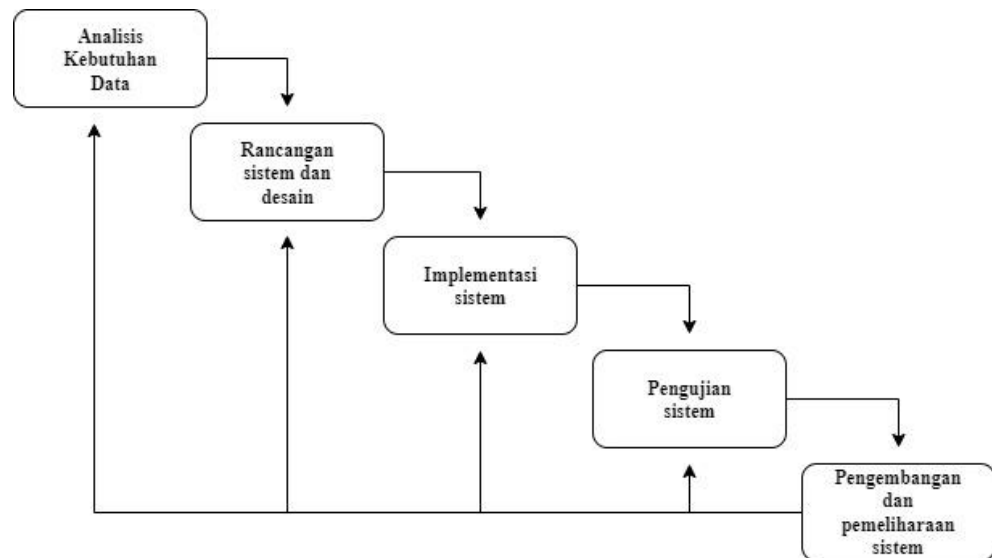 Analisis
Kebutuhan
Data
Rancangan
sistem dan
desain
Implementasi
sistem
Pengujian
sistem
Pengembangan
dan
pemeliharaan
sistem